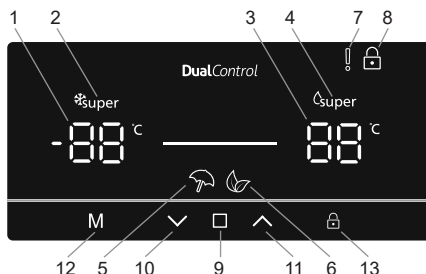 1 2 3 4 7 8
DualControl
super super
-88 °C 88 °C
M
12 5 10 9 11 6 13